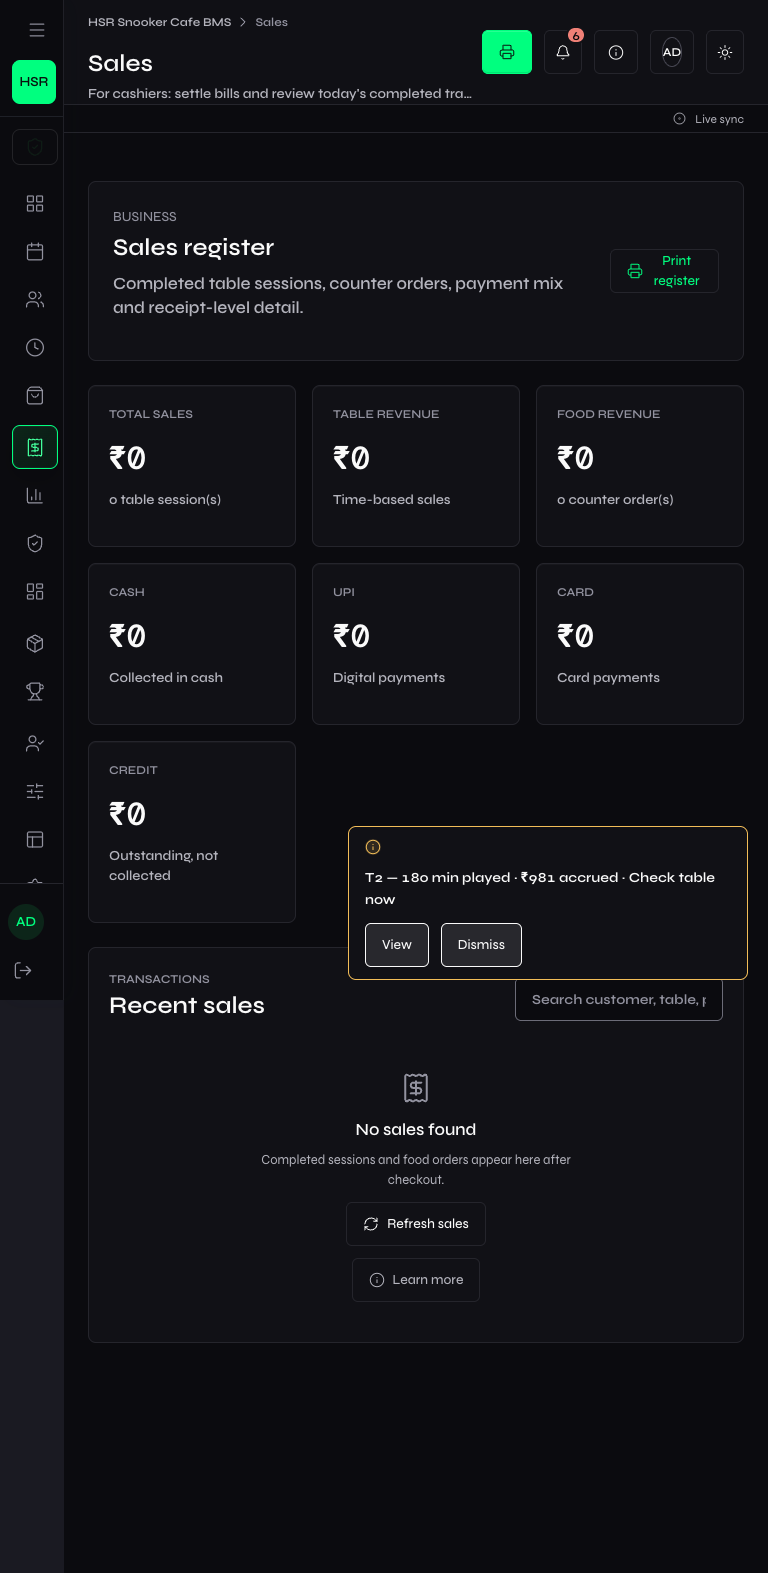 HSR Snooker Cafe BMS > Sales
Sales
For cashiers: settle bills and review today's completed tra...
6
AD
HSR
Live sync
BUSINESS
Sales register
Completed table sessions, counter orders, payment mix
and receipt-level detail.
Print
register
TOTAL SALES
₹0
0 table session(s)
TABLE REVENUE
₹0
Time-based sales
FOOD REVENUE
₹0
0 counter order(s)
CASH
₹0
Collected in cash
UPI
₹0
Digital payments
CARD
₹0
Card payments
CREDIT
₹0
Outstanding, not
collected
T2 — 180 min played · ₹981 accrued · Check table
now
View
Dismiss
AD
TRANSACTIONS
Recent sales
Search customer, table, p
No sales found
Completed sessions and food orders appear here after
checkout.
Refresh sales
Learn more